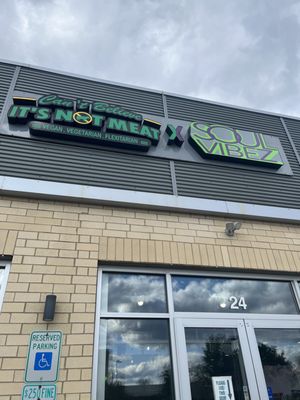 Can't Believe
IT'S NOT MEAT
VEGAN . VEGETARIAN . FLEXITARIAN
X
SOUL
VIBEZ
24
RESERVED
PARKING
$250 FINE